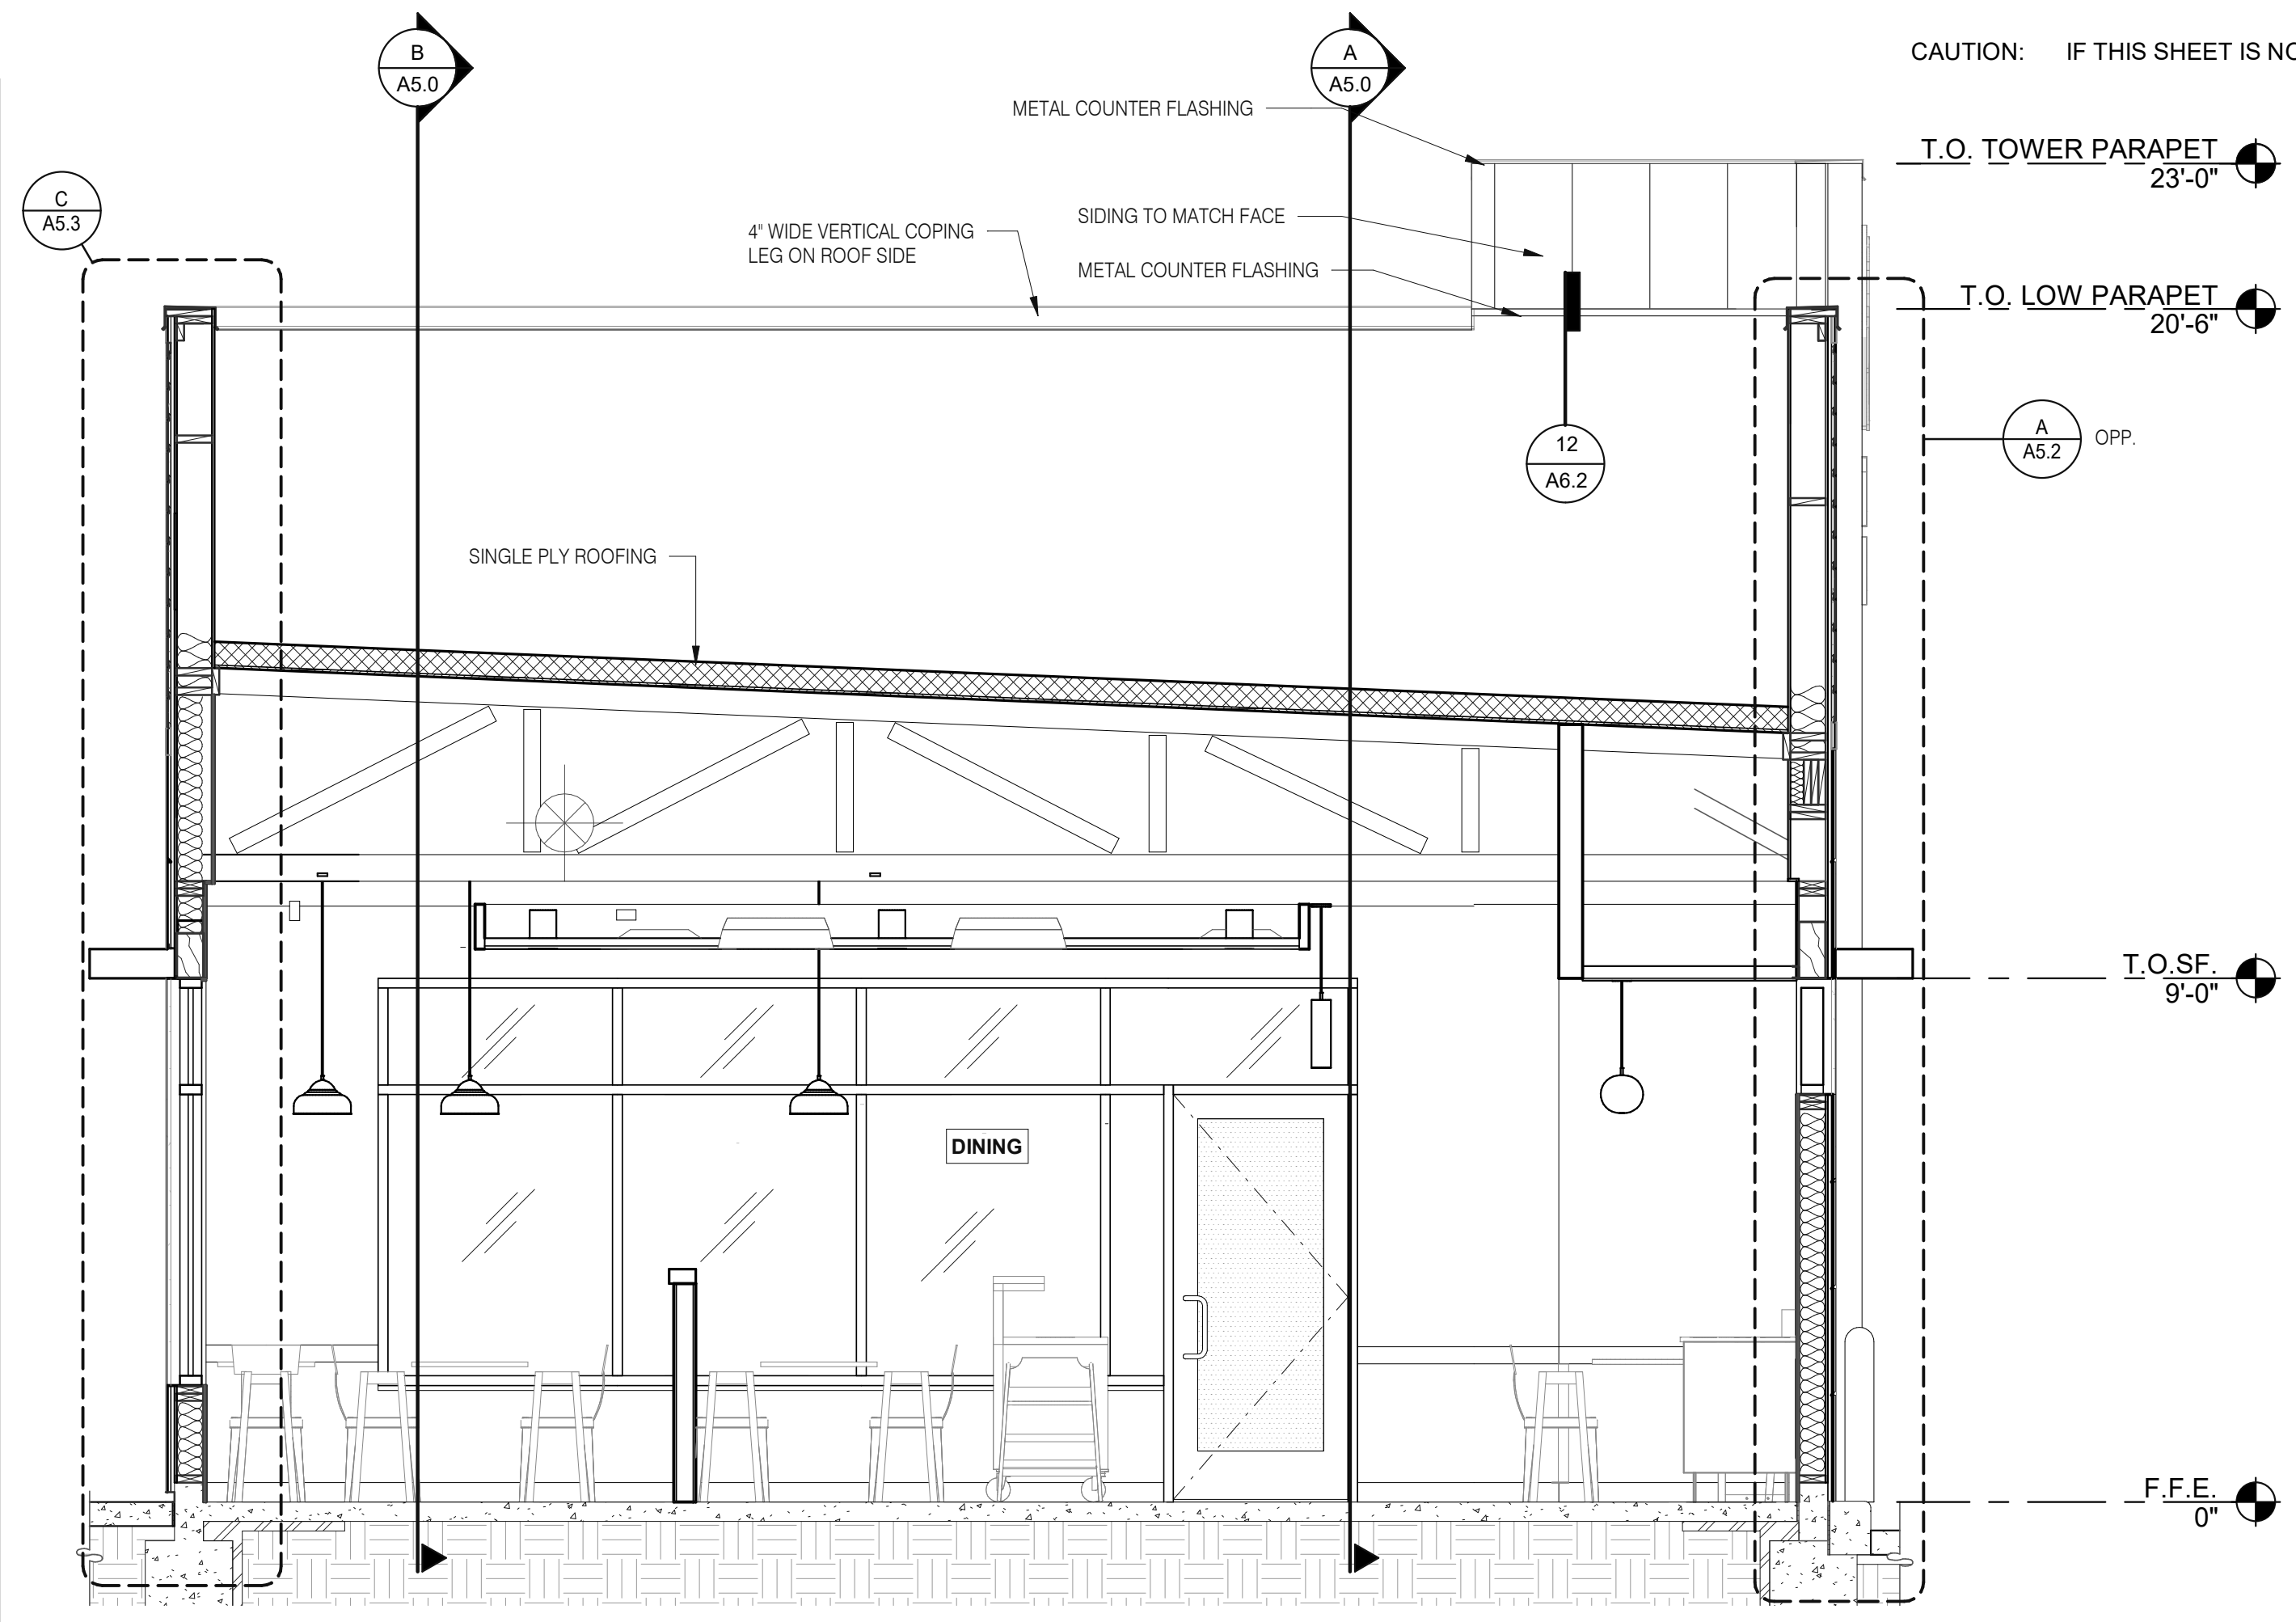 B
A5.0
A
A5.0
CAUTION: IF THIS SHEET IS
METAL COUNTER FLASHING
T.O. TOWER PARAPET
23'-0"
C
A5.3
4" WIDE VERTICAL COPING
LEG ON ROOF SIDE
SIDING TO MATCH FACE
METAL COUNTER FLASHING
T.O. LOW PARAPET
20'-6"
12
A6.2
A
A5.2
OPP.
SINGLE PLY ROOFING
T.O.SF.
9'-0"
DINING
F.F.E.
0"